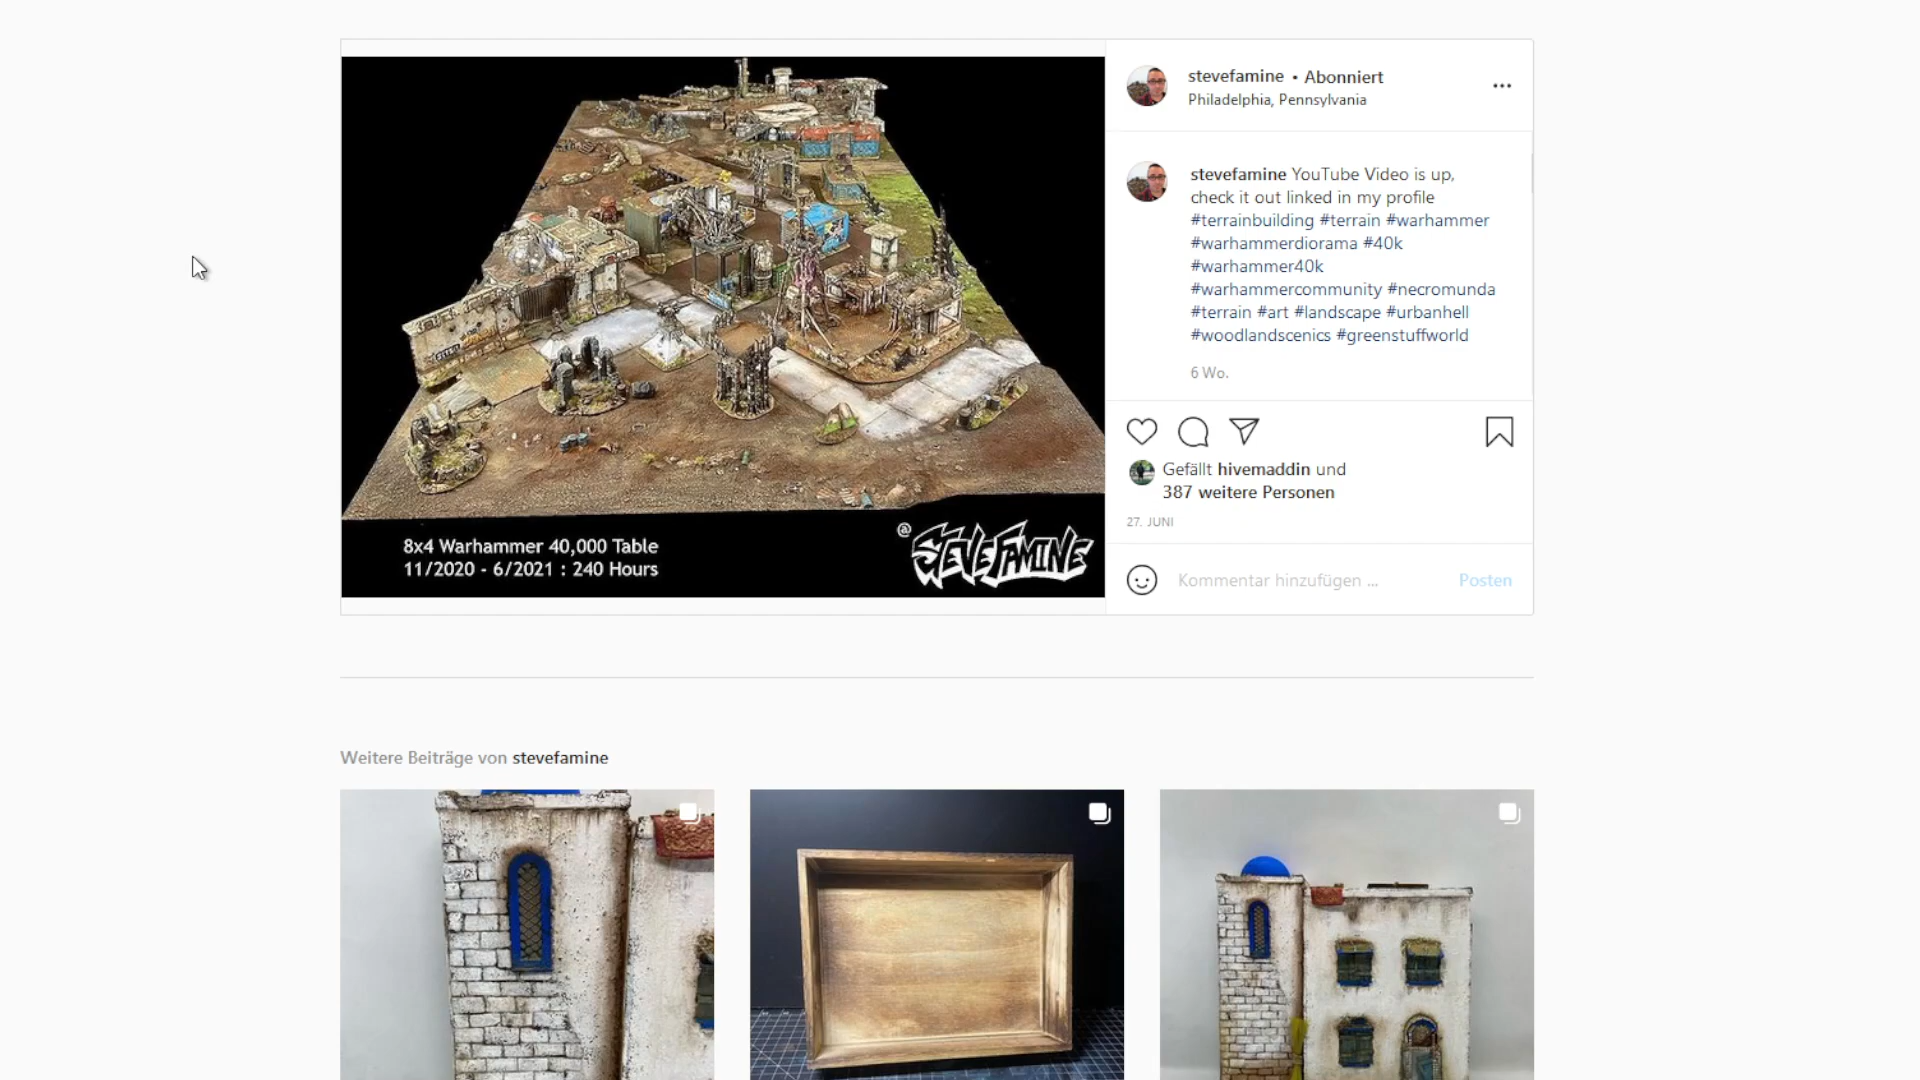 stevefamine • Abonniert
Philadelphia, Pennsylvania
stevefamine YouTube Video is up,
check it out linked in my profile
#terrainbuilding #terrain #warhammer
#warhammerdiorama #40k
#warhammer40k
#warhammercommunity #necromunda
#terrain #art #landscape #urbanhell
#woodlandscenics #greenstuffworld
6 Wo.
Gefällt hivemaddin und
387 weitere Personen
27. JUNI
Kommentar hinzufügen ... Posten
8x4 Warhammer 40,000 Table
11/2020 - 6/2021 : 240 Hours
@STEVEFAMINE
Weitere Beiträge von stevefamine